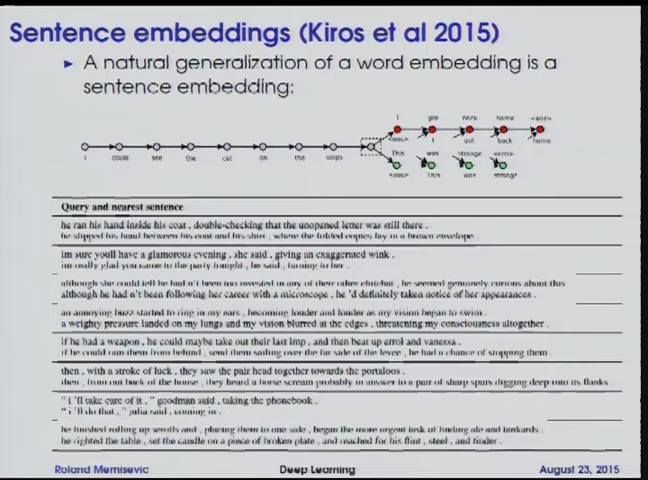 Sentence embeddings (Kiros et al 2015)
A natural generalization of a word embedding is a
sentence embedding:
I got back home <eos>
<eos> I got back home
I could see the cat on the steps
This was strange <eos>
<eos> This was strange
Query and nearest sentence
he ran his hand inside his coat , double-checking that the unopened letter was still there .
he slipped his hand between his coat and his shirt , where the folded copies lay in a brown envelope .
im sure youll have a glamorous evening , she said , giving an exaggerated wink .
im really glad you came to the party tonight , he said , turning to her .
although she could tell he had n't been too invested in any of their other chitchat , he seemed genuinely curious about this
although he had n't been following her career with a microscope , he 'd definitely taken notice of her appearances .
an annoying buzz started to ring in my ears , becoming louder and louder as my vision began to swim .
a weighty pressure landed on my lungs and my vision blurred at the edges , threatening my consciousness altogether .
if he had a weapon , he could maybe take out their last imp , and then beat up errol and vanessa .
if he could ram them from behind , send them sailing over the far side of the levee , he had a chance of stopping them
then , with a stroke of luck , they saw the pair head together towards the portaloos .
then , from out back of the house , they heard a horse scream probably in answer to a pair of sharp spurs digging deep into its flanks
" i 'll take care of it , " goodman said , taking the phonebook .
" i 'll do that , " julia said , coming in .
he finished rolling up scrolls and , placing them to one side , began the more urgent task of finding ale and tankards .
he righted the table , set the candle on a piece of broken plate , and reached for his flint , steel , and tinder .
Roland Memisevic Deep Learning August 23, 2015